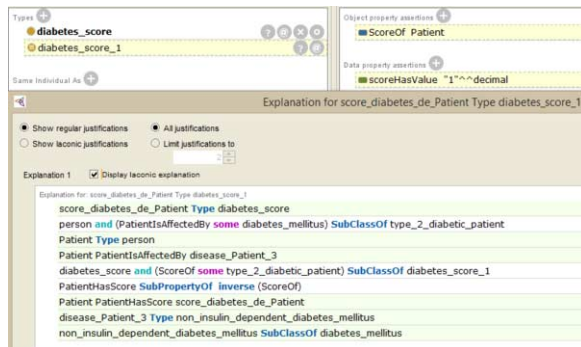 Types
diabetes_score
diabetes_score_1
Same Individual As
Object property assertions
ScoreOf Patient
Data property assertions
scoreHasValue "1"^^decimal
Explanation for score_diabetes_de_Patient Type diabetes_score_1
Show regular justifications
All justifications
Show laconic justifications
Limit justifications to
2
Explanation 1
Display laconic explanation
Explanation for: score_diabetes_de_Patient Type diabetes_score_1
score_diabetes_de_Patient Type diabetes_score
person and (PatientIsAffectedBy some diabetes_mellitus) SubClassOf type_2_diabetic_patient
Patient Type person
Patient PatientIsAffectedBy disease_Patient_3
diabetes_score and (ScoreOf some type_2_diabetic_patient) SubClassOf diabetes_score_1
PatientHasScore SubPropertyOf inverse (ScoreOf)
Patient PatientHasScore score_diabetes_de_Patient
disease_Patient_3 Type non_insulin_dependent_diabetes_mellitus
non_insulin_dependent_diabetes_mellitus SubClassOf diabetes_mellitus